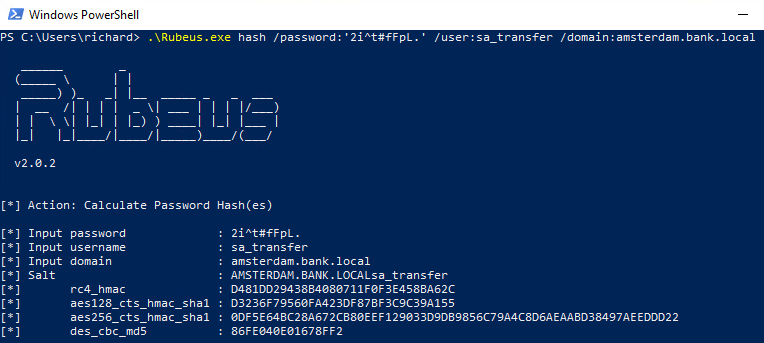 Windows PowerShell
PS C:\Users\richard> .\Rubeus.exe hash /password:'2i^t#fFpL.' /user:sa_transfer /domain:amsterdam.bank.local
Rubeus
v2.0.2
[*] Action: Calculate Password Hash(es)
[*] Input password : 2i^t#fFpL.
[*] Input username : sa_transfer
[*] Input domain : amsterdam.bank.local
[*] Salt : AMSTERDAM.BANK.LOCALsa_transfer
[*] rc4_hmac : D481DD29438B4080711F0F3E458BA62C
[*] aes128_cts_hmac_sha1 : D3236F79560FA423DF87BF3C9C39A155
[*] aes256_cts_hmac_sha1 : 0DF5E64BC28A672CB80EEF129033D9DB9856C79A4C8D6AEAABD38497AEEDDD22
[*] des_cbc_md5 : 86FE040E01678FF2